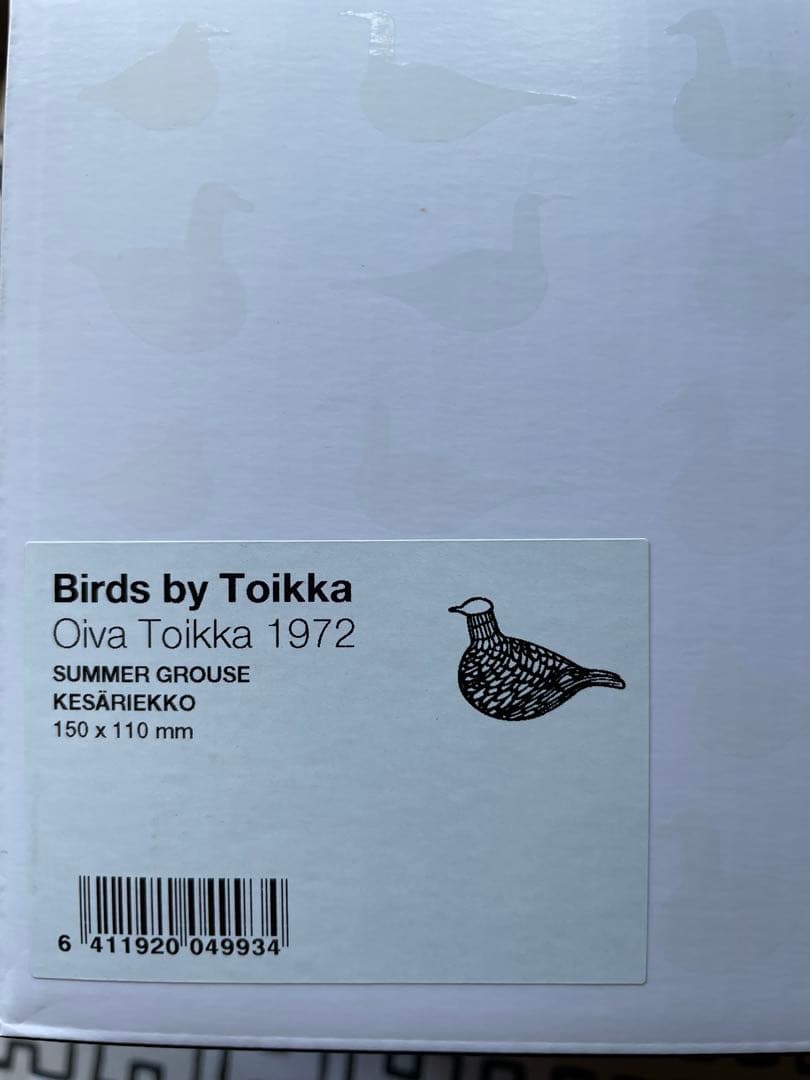 Birds by Toikka
Oiva Toikka 1972
SUMMER GROUSE
KESÄRIEKKO
150 x 110 mm
6 411920 049934